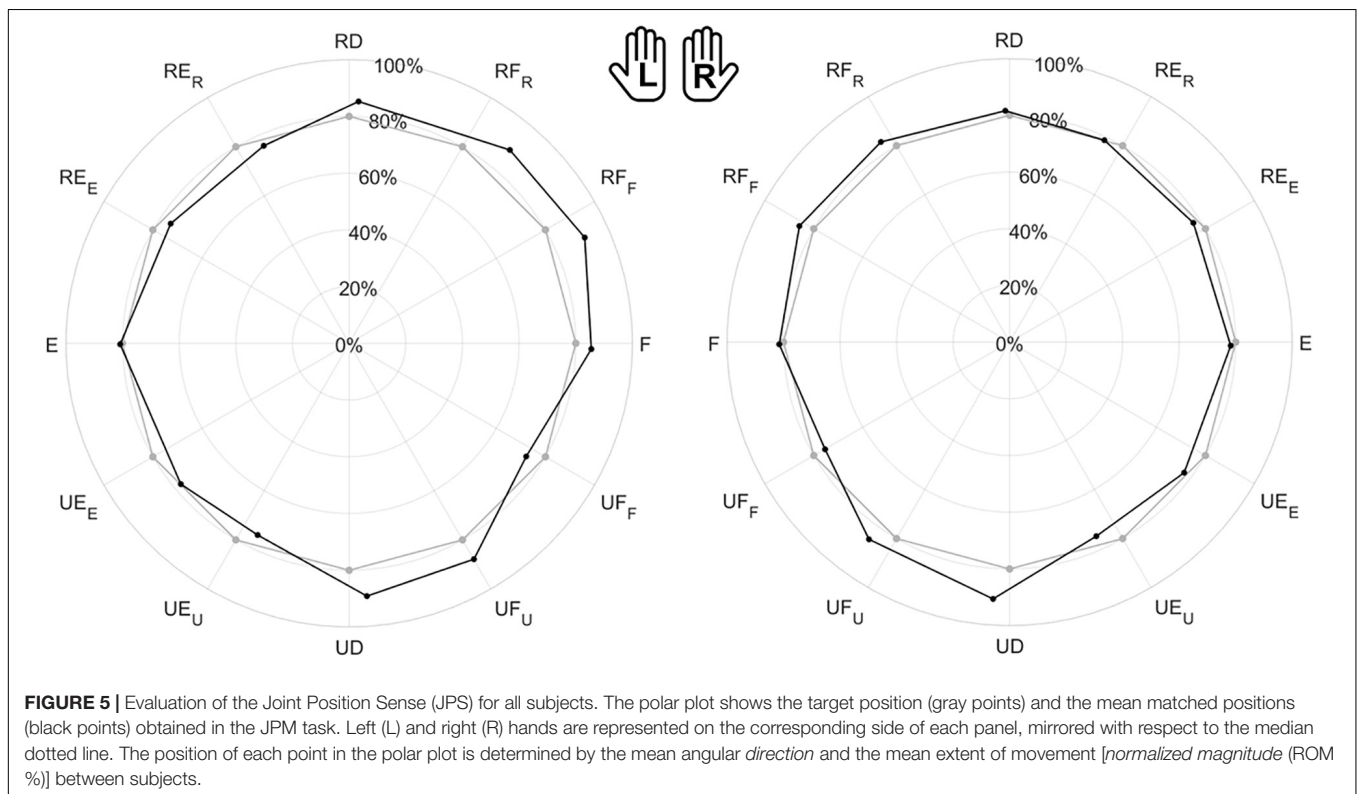 RD
100%
RE_R
RF_R
80%
RE_E
RF_F
60%
40%
20%
E
0%
F
UE_E
UF_F
UE_U
UF_U
UD
L R
RD
100%
RF_R
RE_R
80%
RF_F
RE_E
60%
40%
20%
F
0%
E
UF_F
UE_E
UF_U
UE_U
UD
FIGURE 5 | Evaluation of the Joint Position Sense (JPS) for all subjects. The polar plot shows the target position (gray points) and the mean matched positions
(black points) obtained in the JPM task. Left (L) and right (R) hands are represented on the corresponding side of each panel, mirrored with respect to the median
dotted line. The position of each point in the polar plot is determined by the mean angular direction and the mean extent of movement [normalized magnitude (ROM
%)] between subjects.